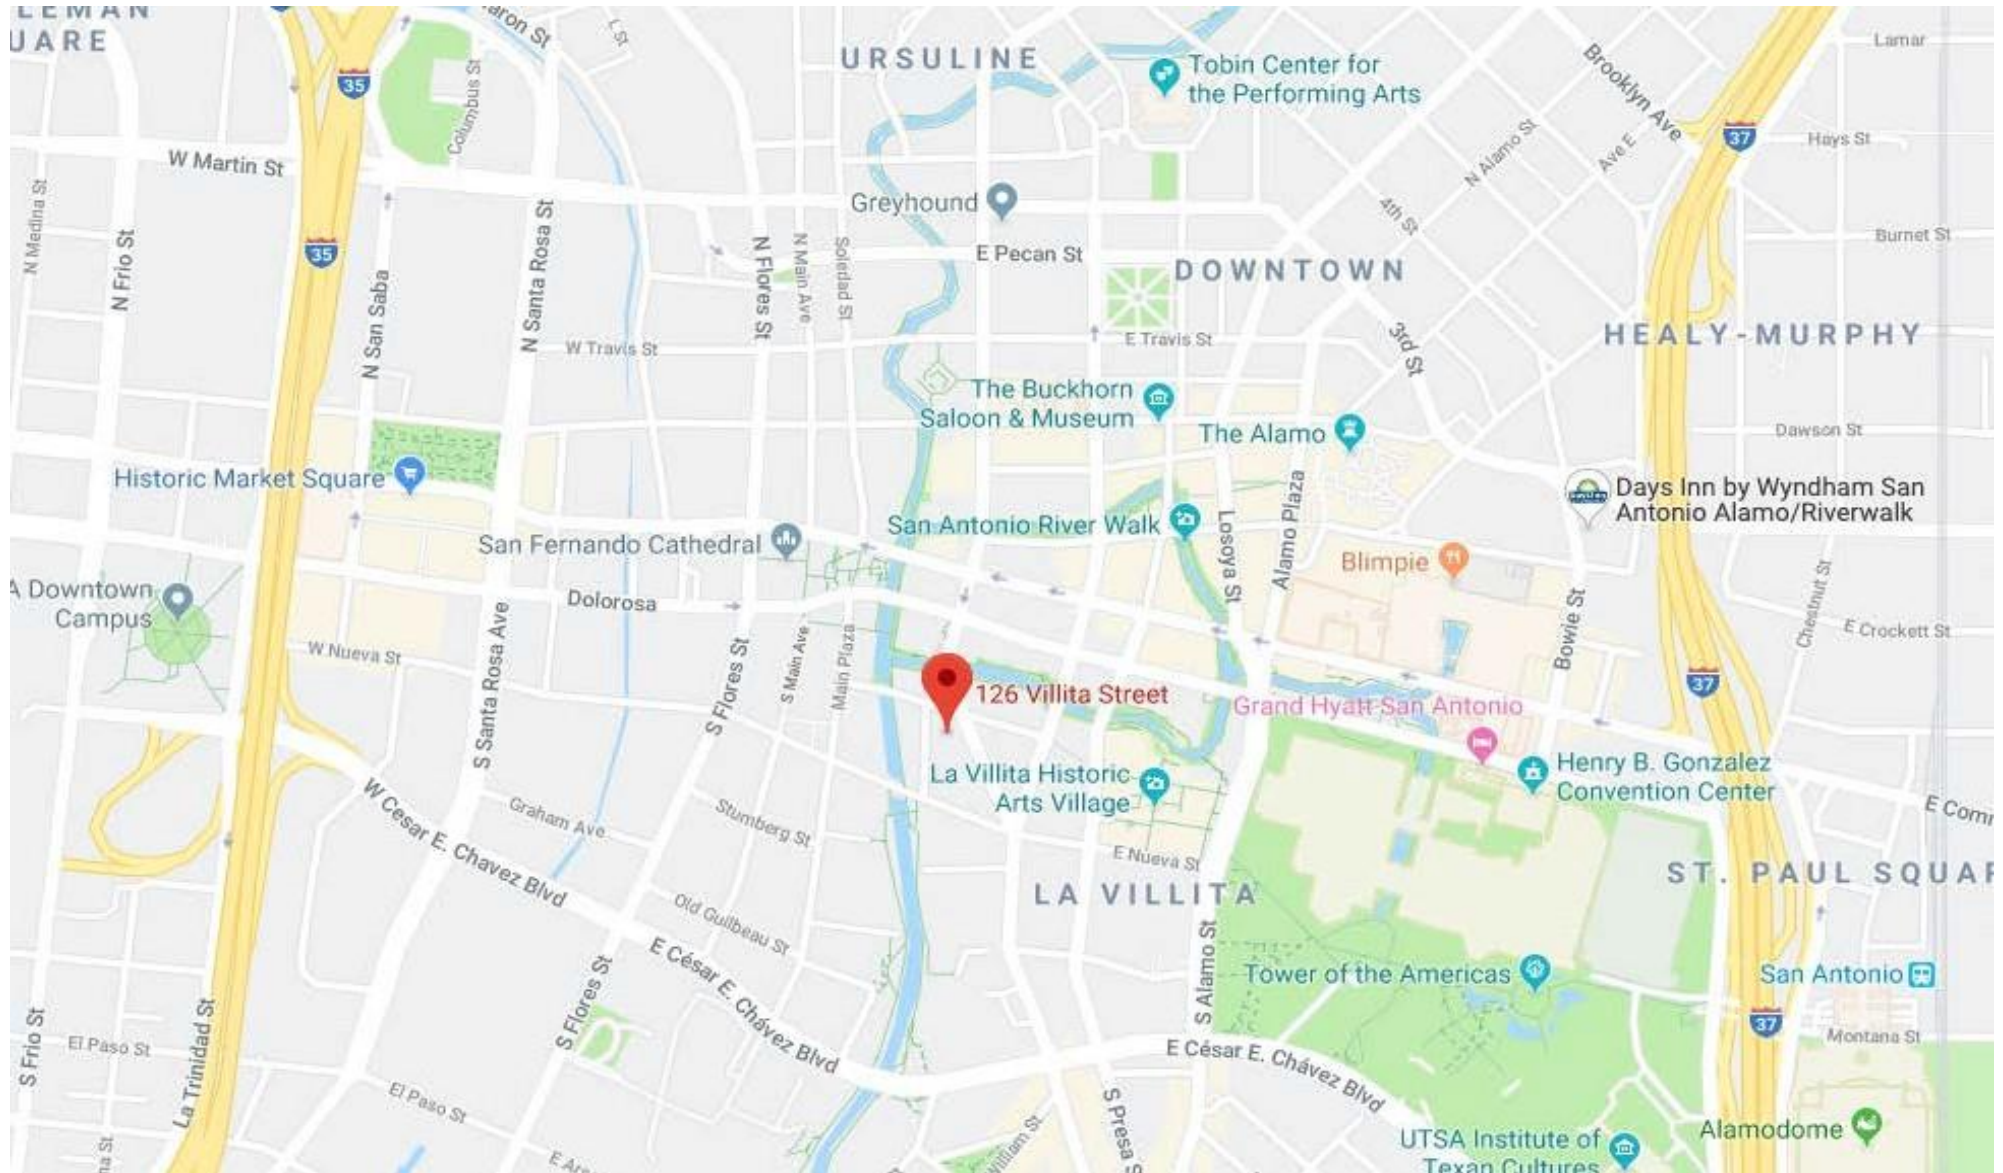 LEMAN
UARE
aron St
L St
URSULINE
Tobin Center for
the Performing Arts
Brooklyn Ave
Lamar
35
Columbus St
37
Hays St
W Martin St
N Alamo St
Ave E
N Medina St
Greyhound
4th St
N Frio St
35
N San Saba
N Santa Rosa St
N Flores St
N Main Ave
Soledad St
E Pecan St
DOWNTOWN
Burnet St
W Travis St
E Travis St
3rd St
HEALY-MURPHY
The Buckhorn
Saloon & Museum
The Alamo
Dawson St
Historic Market Square
Days Inn by Wyndham San
Antonio Alamo/Riverwalk
San Antonio River Walk
San Fernando Cathedral
Losoya St
Alamo Plaza
Blimpie
A Downtown
Campus
Dolorosa
Bowie St
Chestnut St
E Crockett St
W Nueva St
S Santa Rosa Ave
S Flores St
S Main Ave
Main Plaza
126 Villita Street
37
Grand Hyatt San Antonio
La Villita Historic
Arts Village
Henry B. Gonzalez
Convention Center
E Comm
W Cesar E. Chavez Blvd
Graham Ave
Stumberg St
E Nueva St
ST. PAUL SQUAR
LA VILLITA
Old Guilbeau St
E César E. Chávez Blvd
S Flores St
S Alamo St
Tower of the Americas
San Antonio
37
Montana St
S Frio St
El Paso St
La Trinidad St
El Paso St
E César E. Chávez Blvd
S Presa S
Alamodome
UTSA Institute of
Texan Cultures